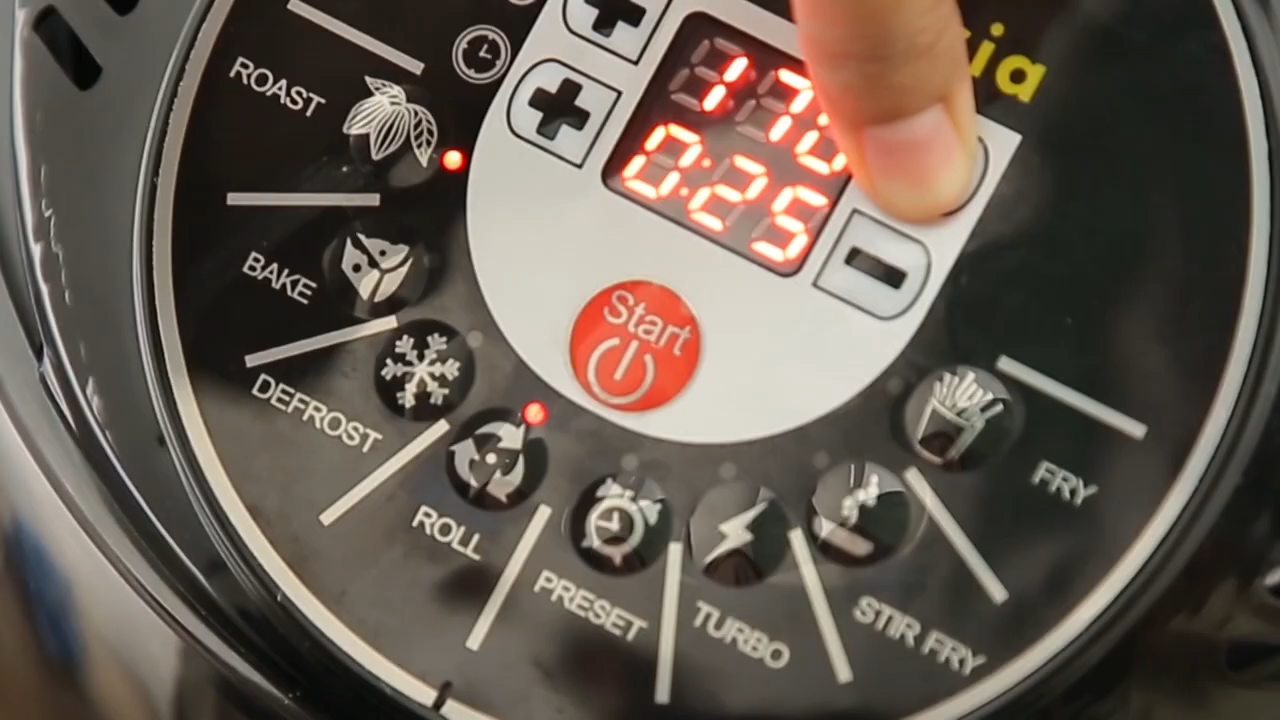 ROAST
BAKE
DEFROST
ROLL
PRESET
TURBO
STIR FRY
FRY
0:25
Start